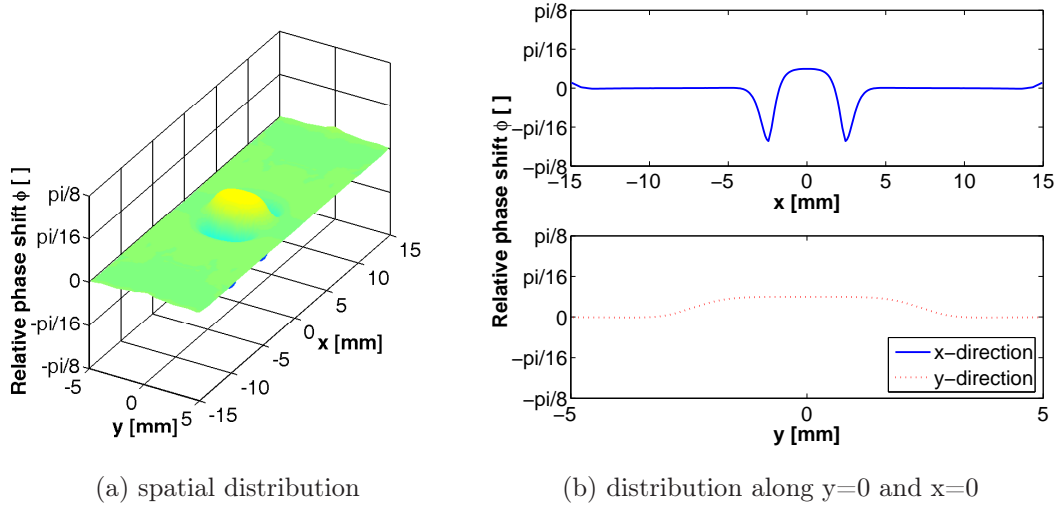 Relative phase shift ϕ [ ]
pi/8
pi/16
0
-pi/16
-pi/8
-5
0
5
y [mm]
-15
-10
-5
0
5
10
15
x [mm]
(a) spatial distribution
Relative phase shift ϕ [ ]
pi/8
pi/16
0
−pi/16
−pi/8
−15 −10 −5 0 5 10 15
x [mm]
pi/8
pi/16
0
−pi/16
−pi/8
−5 0 5
y [mm]
x−direction
y−direction
(b) distribution along y=0 and x=0